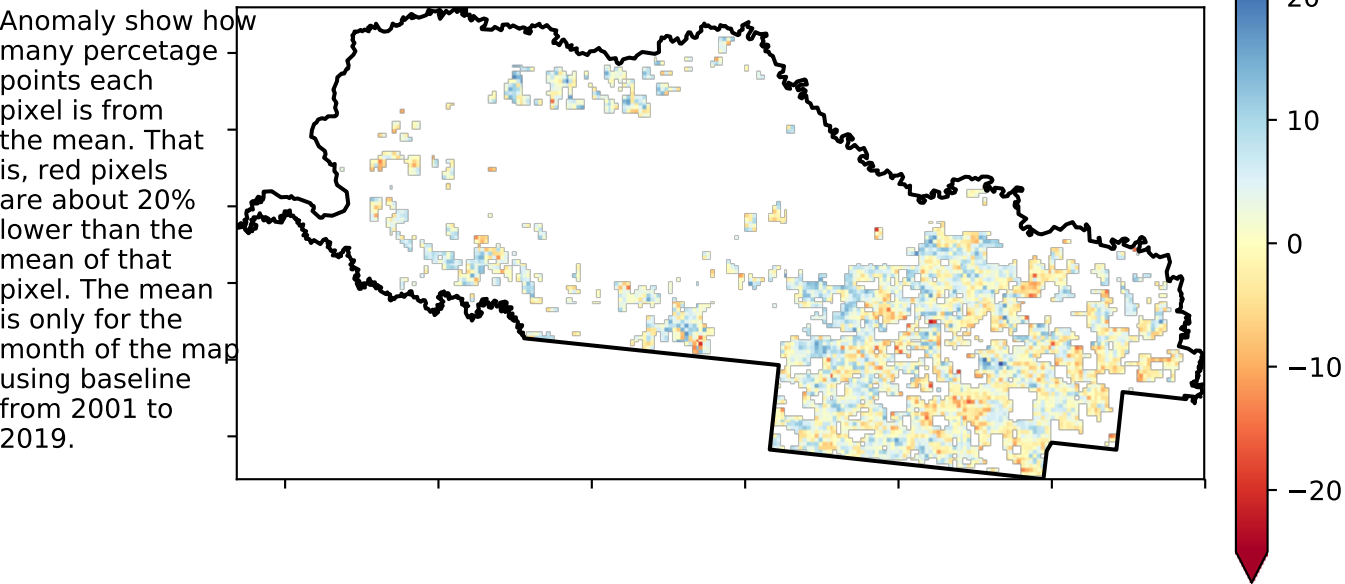 Anomaly show how
many percetage
points each
pixel is from
the mean. That
is, red pixels
are about 20%
lower than the
mean of that
pixel. The mean
is only for the
month of the map
using baseline
from 2001 to
2019.
20
10
0
−10
−20